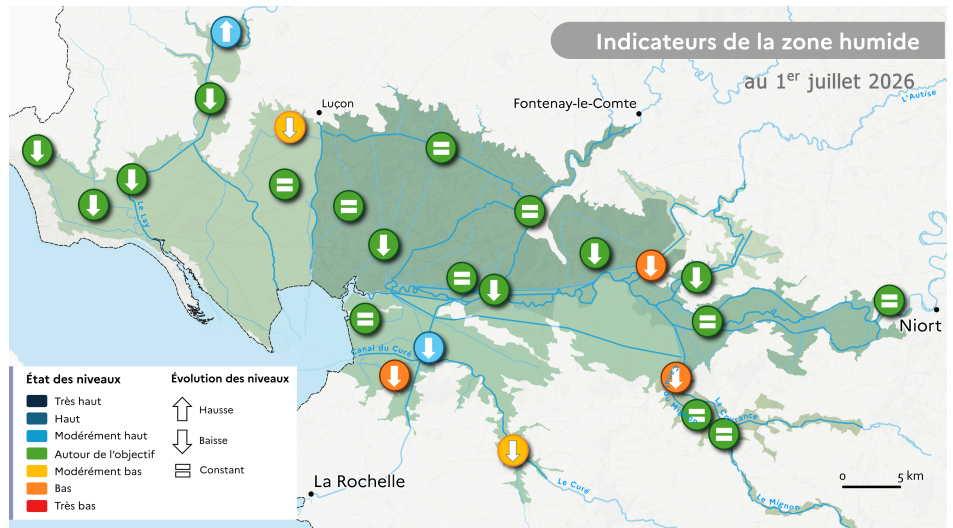 Indicateurs de la zone humide
au 1er juillet 2026
L'Autise
Luçon
Fontenay-le-Comte
Le Lay
Niort
Canal du Curé
La Courance
La Rochelle
Le Curé
Le Mignon
0 5 km
État des niveaux
Très haut
Haut
Modérément haut
Autour de l'objectif
Modérément bas
Bas
Très bas
Évolution des niveaux
Hausse
Baisse
Constant